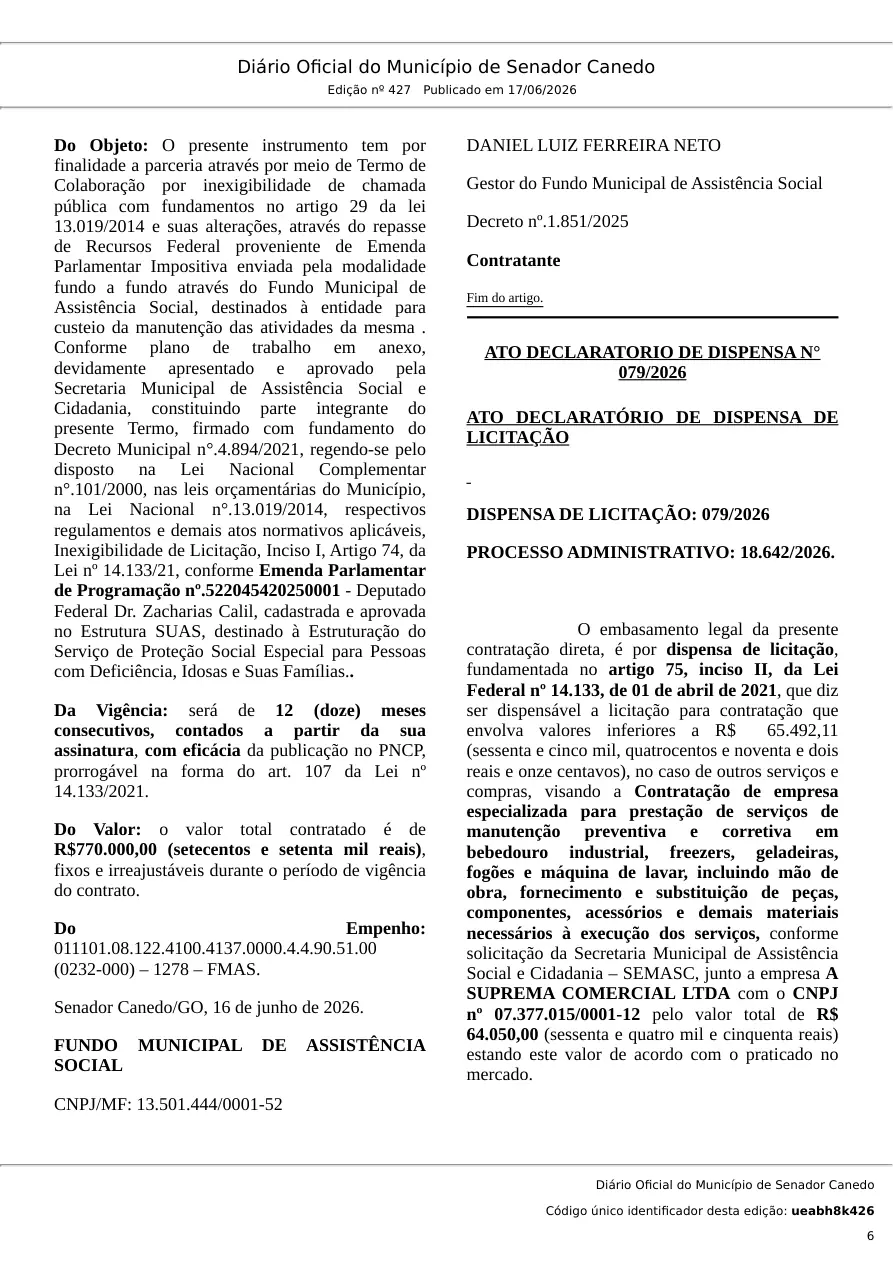 Diário Oficial do Município de Senador Canedo
Edição nº 427 Publicado em 17/06/2026
Do Objeto: O presente instrumento tem por
finalidade a parceria através por meio de Termo de
Colaboração por inexigibilidade de chamada
pública com fundamentos no artigo 29 da lei
13.019/2014 e suas alterações, através do repasse
de Recursos Federal proveniente de Emenda
Parlamentar Impositiva enviada pela modalidade
fundo a fundo através do Fundo Municipal de
Assistência Social, destinados à entidade para
custeio da manutenção das atividades da mesma .
Conforme plano de trabalho em anexo,
devidamente apresentado e aprovado pela
Secretaria Municipal de Assistência Social e
Cidadania, constituindo parte integrante do
presente Termo, firmado com fundamento do
Decreto Municipal n°.4.894/2021, regendo-se pelo
disposto na Lei Nacional Complementar
n°.101/2000, nas leis orçamentárias do Município,
na Lei Nacional n°.13.019/2014, respectivos
regulamentos e demais atos normativos aplicáveis,
Inexigibilidade de Licitação, Inciso I, Artigo 74, da
Lei nº 14.133/21, conforme Emenda Parlamentar
de Programação nº.522045420250001 - Deputado
Federal Dr. Zacharias Calil, cadastrada e aprovada
no Estrutura SUAS, destinado à Estruturação do
Serviço de Proteção Social Especial para Pessoas
com Deficiência, Idosas e Suas Famílias..
Da Vigência: será de 12 (doze) meses
consecutivos, contados a partir da sua
assinatura, com eficácia da publicação no PNCP,
prorrogável na forma do art. 107 da Lei nº
14.133/2021.
Do Valor: o valor total contratado é de
R$770.000,00 (setecentos e setenta mil reais),
fixos e irreajustáveis durante o período de vigência
do contrato.
Do Empenho:
011101.08.122.4100.4137.0000.4.4.90.51.00
(0232-000) – 1278 – FMAS.
Senador Canedo/GO, 16 de junho de 2026.
FUNDO MUNICIPAL DE ASSISTÊNCIA
SOCIAL
CNPJ/MF: 13.501.444/0001-52
DANIEL LUIZ FERREIRA NETO
Gestor do Fundo Municipal de Assistência Social
Decreto nº.1.851/2025
Contratante
Fim do artigo.
ATO DECLARATORIO DE DISPENSA N°
079/2026
ATO DECLARATÓRIO DE DISPENSA DE
LICITAÇÃO
DISPENSA DE LICITAÇÃO: 079/2026
PROCESSO ADMINISTRATIVO: 18.642/2026.
O embasamento legal da presente
contratação direta, é por dispensa de licitação,
fundamentada no artigo 75, inciso II, da Lei
Federal nº 14.133, de 01 de abril de 2021, que diz
ser dispensável a licitação para contratação que
envolva valores inferiores a R$ 65.492,11
(sessenta e cinco mil, quatrocentos e noventa e dois
reais e onze centavos), no caso de outros serviços e
compras, visando a Contratação de empresa
especializada para prestação de serviços de
manutenção preventiva e corretiva em
bebedouro industrial, freezers, geladeiras,
fogões e máquina de lavar, incluindo mão de
obra, fornecimento e substituição de peças,
componentes, acessórios e demais materiais
necessários à execução dos serviços, conforme
solicitação da Secretaria Municipal de Assistência
Social e Cidadania – SEMASC, junto a empresa A
SUPREMA COMERCIAL LTDA com o CNPJ
nº 07.377.015/0001-12 pelo valor total de R$
64.050,00 (sessenta e quatro mil e cinquenta reais)
estando este valor de acordo com o praticado no
mercado.
Diário Oficial do Município de Senador Canedo
Código único identificador desta edição: ueabh8k426
6